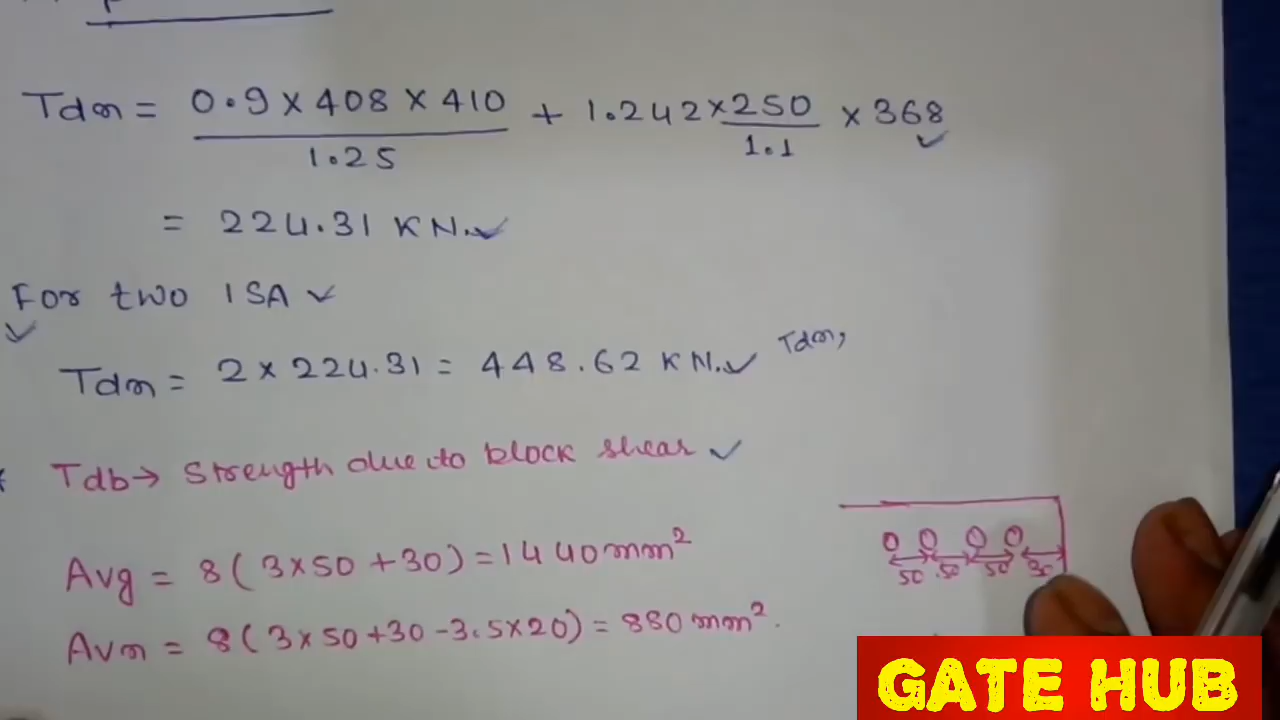 Tdn = 0.9 × 408 × 410 / 1.25 + 1.242 × 250 / 1.1 × 368
= 224.31 KN.
For two ISA
Tdn = 2 × 224.31 = 448.62 KN.
Tdn,
Tdb → Strength due to block shear
Avg = 8 ( 3×50 + 30 ) = 1440 mm²
Avn = 8 ( 3×50 + 30 - 3.5×20 ) = 880 mm².
50 50 50 30
GATE HUB